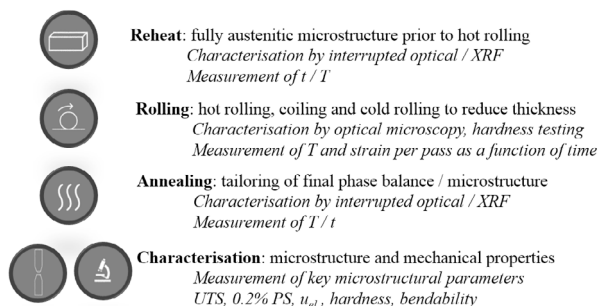 Reheat: fully austenitic microstructure prior to hot rolling
Characterisation by interrupted optical / XRF
Measurement of t / T
Rolling: hot rolling, coiling and cold rolling to reduce thickness
Characterisation by optical microscopy, hardness testing
Measurement of T and strain per pass as a function of time
Annealing: tailoring of final phase balance / microstructure
Characterisation by interrupted optical / XRF
Measurement of T / t
Characterisation: microstructure and mechanical properties
Measurement of key microstructural parameters
UTS, 0.2% PS, u_el, hardness, bendability